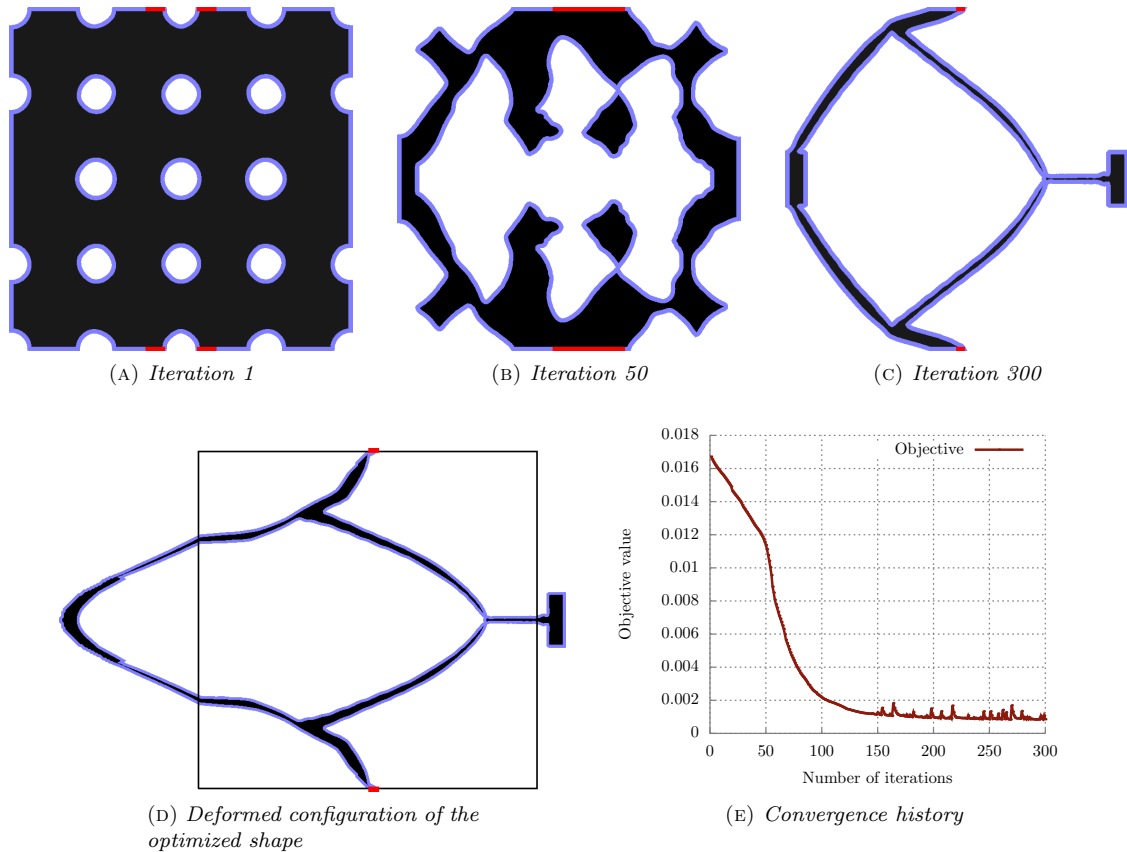 (A) Iteration 1
(B) Iteration 50
(C) Iteration 300
(D) Deformed configuration of the
optimized shape
0.018
0.016
0.014
0.012
0.01
0.008
0.006
0.004
0.002
0
Objective value
Objective
0 50 100 150 200 250 300
Number of iterations
(E) Convergence history